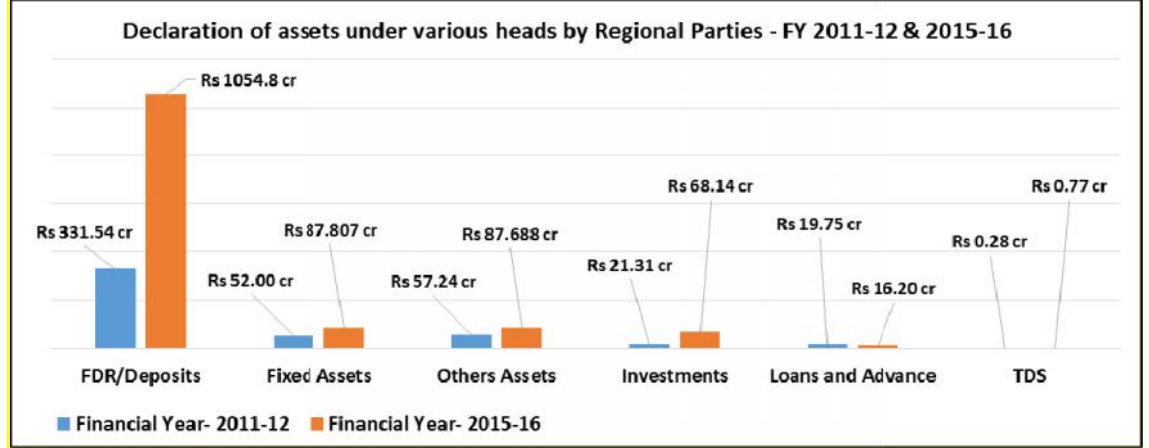 Declaration of assets under various heads by Regional Parties - FY 2011-12 & 2015-16
Rs 1054.8 cr
Rs 331.54 cr
Rs 52.00 cr
Rs 87.807 cr
Rs 57.24 cr
Rs 87.688 cr
Rs 21.31 cr
Rs 68.14 cr
Rs 19.75 cr
Rs 16.20 cr
Rs 0.28 cr
Rs 0.77 cr
FDR/Deposits Fixed Assets Others Assets Investments Loans and Advance TDS
Financial Year- 2011-12 Financial Year- 2015-16